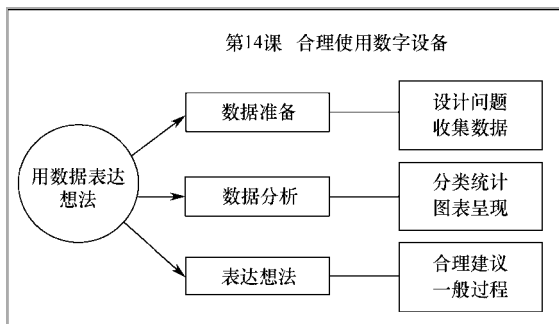 第14课 合理使用数字设备
用数据表达
想法
数据准备
设计问题
收集数据
数据分析
分类统计
图表呈现
表达想法
合理建议
一般过程